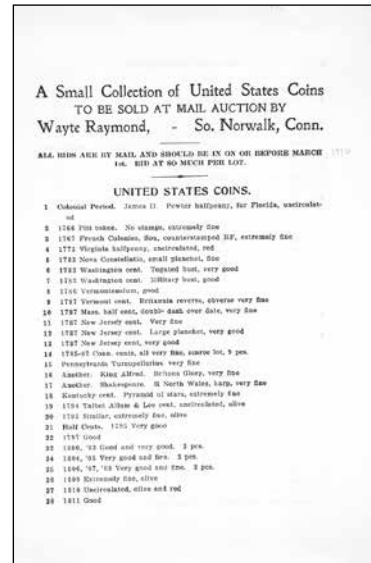 A Small Collection of United States Coins
TO BE SOLD AT MAIL AUCTION BY
Wayte Raymond, - So. Norwalk, Conn.
ALL BIDS ARE BY MAIL AND SHOULD BE IN ON OR BEFORE MARCH
1st. BID AT SO MUCH PER LOT.
UNITED STATES COINS.
1 Colonial Period. James II. Pewter halfpenny, for Florida, uncirculat-
ed
2 1766 Pitt token. No stamps, extremely fine
3 1767 French Colonies, Sou, counterstamped RF, extremely fine
4 1773 Virginia halfpenny, uncirculated, red
5 1783 Nova Constellatio, small planchet, fine
6 1783 Washington cent. Togated bust, very good
7 1783 Washington cent. Military bust, good
8 1786 Vermontensium, good
9 1787 Vermont cent. Britannia reverse, obverse very fine
10 1787 Mass. half cent, double dash over date, very fine
11 1787 New Jersey cent. Very fine
12 1787 New Jersey cent. Large planchet, very good
13 1787 New Jersey cent, very good
14 1785-87 Conn. cents, all very fine, scarce lot, 9 pcs.
15 Pennsylvania Turnspellarius very fine
16 Another. King Alfred. Britons Glory, very fine
17 Another. Shakespeare. R North Wales, harp, very fine
18 Kentucky cent. Pyramid of stars, extremely fine
19 1794 Talbot Allum & Lee cent, uncirculated, olive
20 1795 Similar, extremely fine, olive
21 Half Cents. 1795 Very good
22 1797 Good
23 1800, '03 Good and very good. 2 pcs.
24 1804, '05 Very good and fine. 2 pcs.
25 1806, '07, '08 Very good and fine. 3 pcs.
26 1809 Extremely fine, olive
27 1810 Uncirculated, olive and red
28 1811 Good